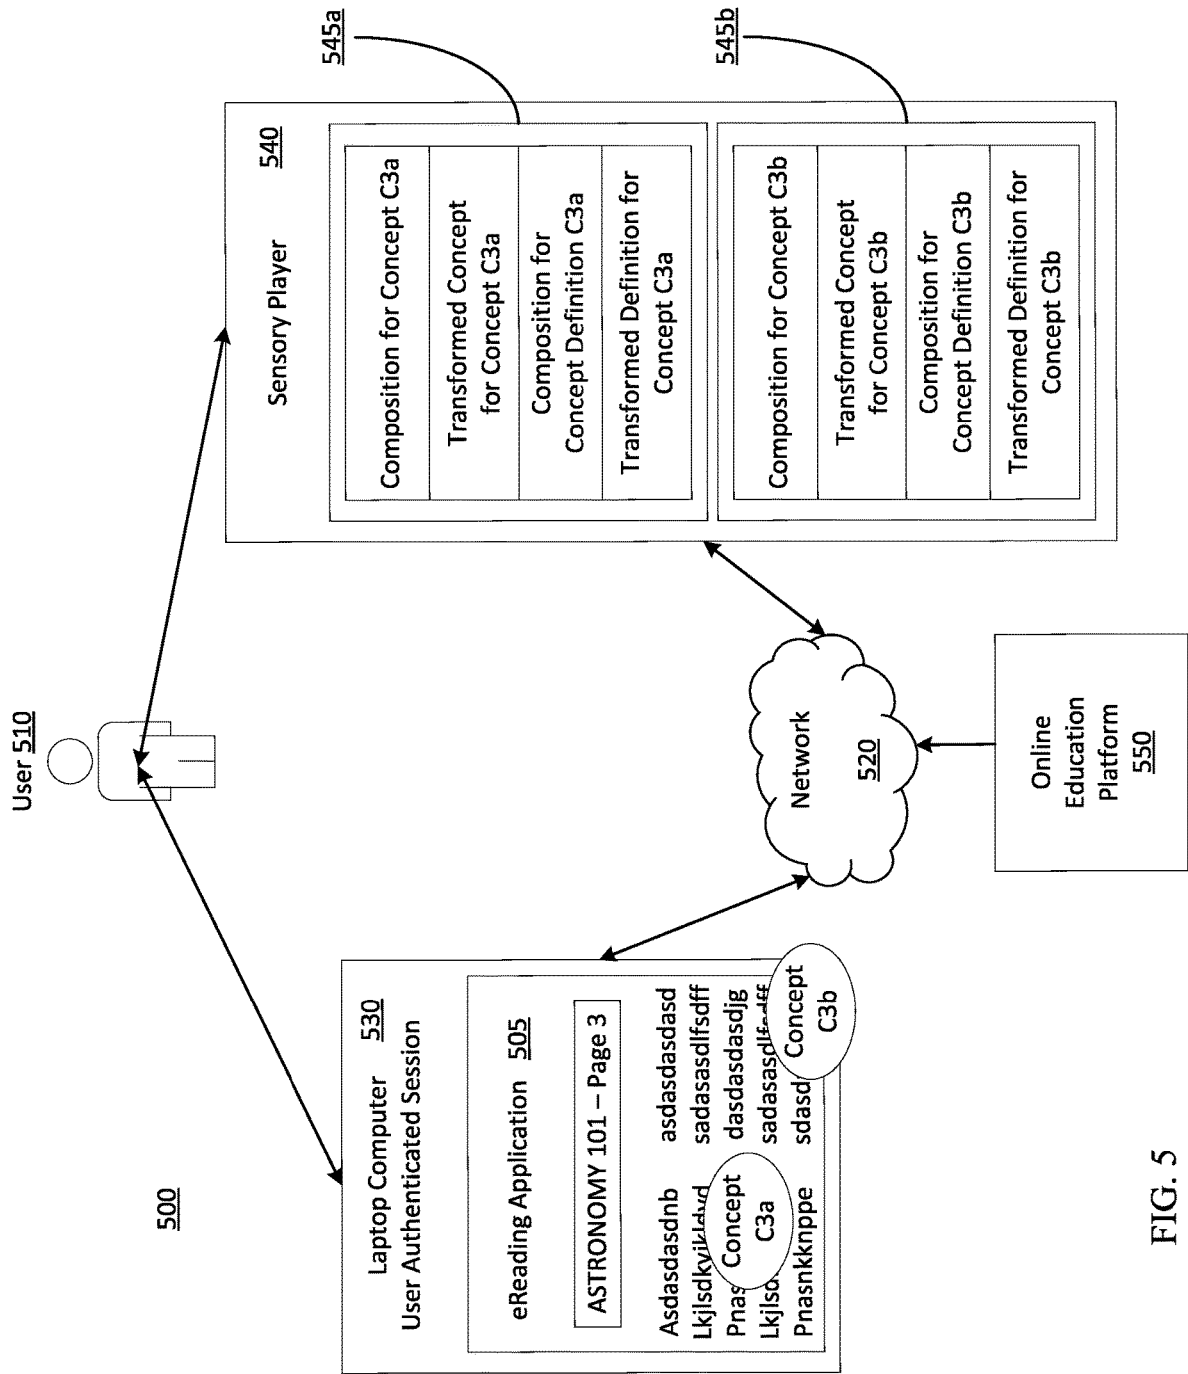 500
User 510
Laptop Computer 530
User Authenticated Session
eReading Application 505
ASTRONOMY 101 – Page 3
Asdasdasdnb
asdasdasdasd
sadasasdlfsdff
Pnas
dasdasdasdjg
Pnasnkknppe
Concept
C3a
Concept
C3b
Network
520
Online
Education
Platform
550
Sensory Player 540
545a
Composition for Concept C3a
Transformed Concept
for Concept C3a
Composition for
Concept Definition C3a
Transformed Definition for
Concept C3a
545b
Composition for Concept C3b
Transformed Concept
for Concept C3b
Composition for
Concept Definition C3b
Transformed Definition for
Concept C3b
FIG. 5